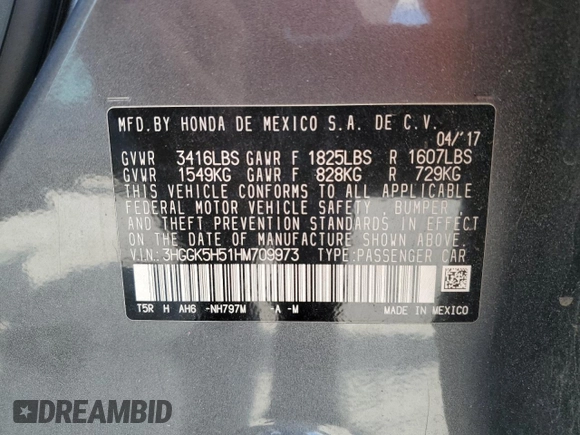 MFD.BY HONDA DE MEXICO S.A. DE C.V.
04/'17
GVWR 3416LBS GAWR F 1825LBS R 1607LBS
GVWR 1549KG GAWR F 828KG R 729KG
THIS VEHICLE CONFORMS TO ALL APPLICABLE
FEDERAL MOTOR VEHICLE SAFETY , BUMPER ,
AND THEFT PREVENTION STANDARDS IN EFFECT
ON THE DATE OF MANUFACTURE SHOWN ABOVE.
V.I.N.:3HGGK5H51HM709973 TYPE:PASSENGER CAR
T5R H AH6 -NH797M -A -M MADE IN MEXICO
DREAMBID